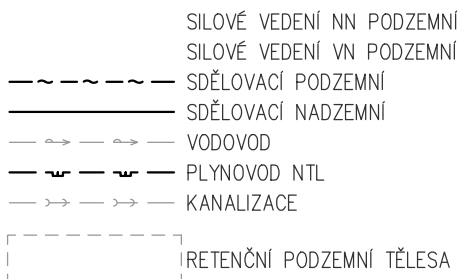 SILOVÉ VEDENÍ NN PODZEMNÍ
SILOVÉ VEDENÍ VN PODZEMNÍ
SDĚLOVACÍ PODZEMNÍ
SDĚLOVACÍ NADZEMNÍ
VODOVOD
PLYNOVOD NTL
KANALIZACE
RETENČNÍ PODZEMNÍ TĚLESA